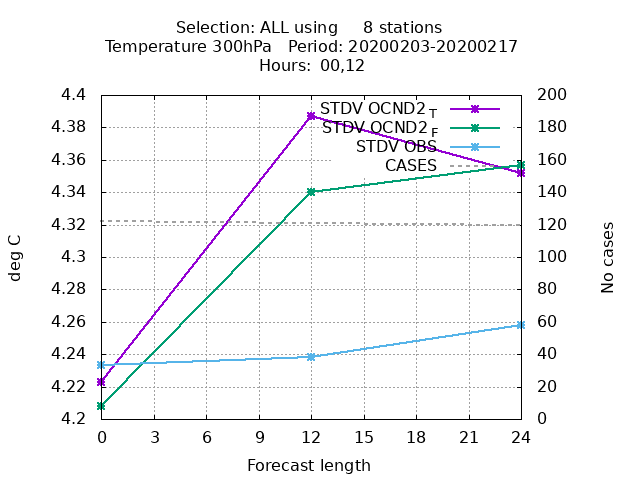 Selection: ALL using     8 stations
Temperature 300hPa   Period: 20200203-20200217
Hours:  00,12
STDV OCND2 T
STDV OCND2 F
STDV OBS
CASES
4.4
4.38
4.36
4.34
4.32
4.3
4.28
4.26
4.24
4.22
4.2
200
180
160
140
120
100
80
60
40
20
0
deg C
No cases
0 3 6 9 12 15 18 21 24
Forecast length